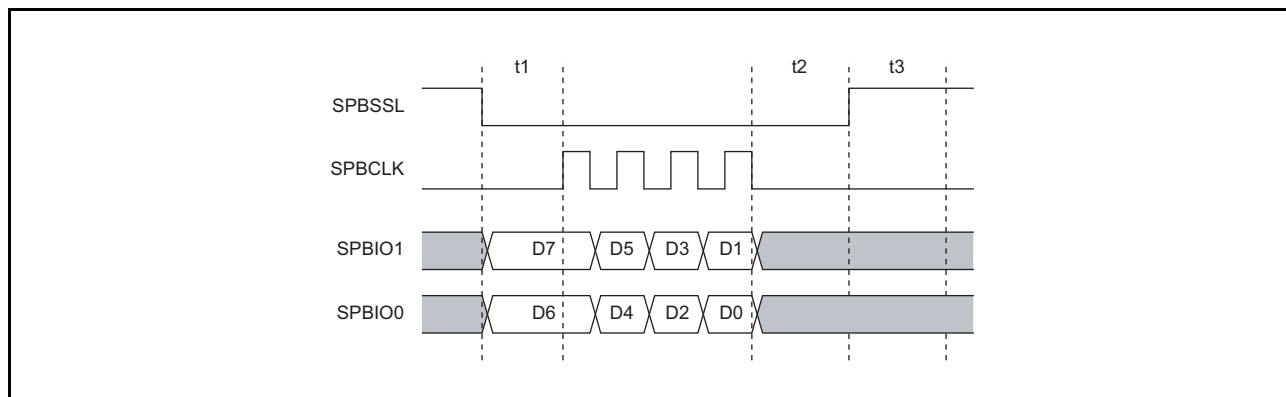 t1 t2 t3
SPBSSL
SPBCLK
SPBIO1 D7 D5 D3 D1
SPBIO0 D6 D4 D2 D0